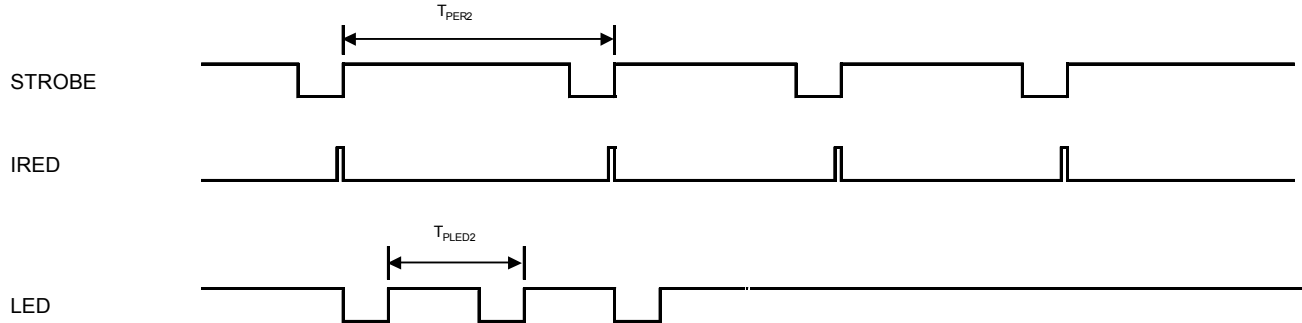 TPER2
STROBE
IRED
TPLED2
LED